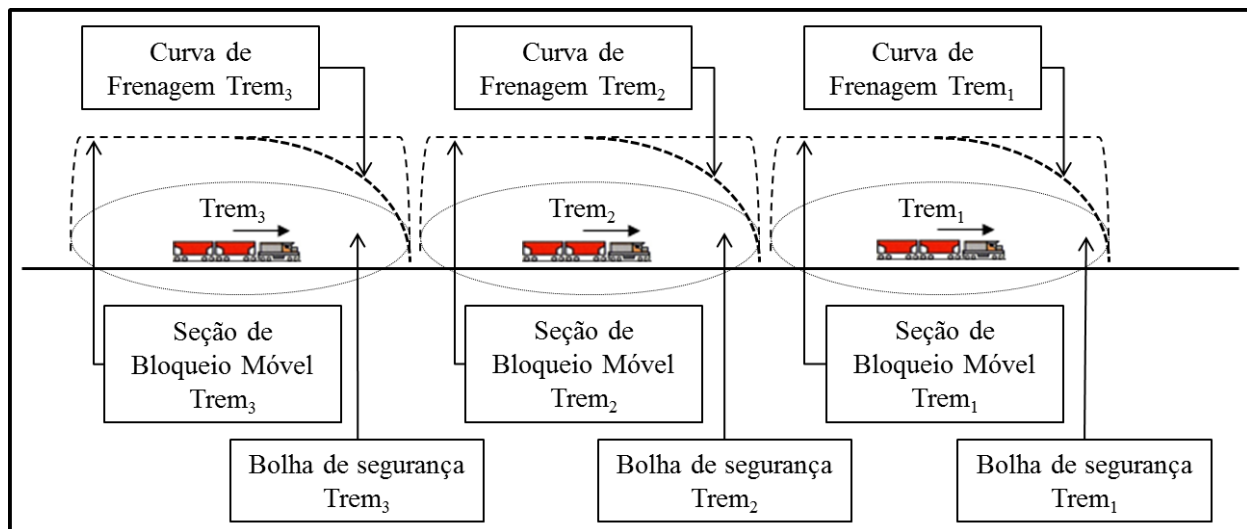 Curva de
Frenagem Trem₃
Curva de
Frenagem Trem₂
Curva de
Frenagem Trem₁
Trem₃
Trem₂
Trem₁
Seção de
Bloqueio Móvel
Trem₃
Seção de
Bloqueio Móvel
Trem₂
Seção de
Bloqueio Móvel
Trem₁
Bolha de segurança
Trem₃
Bolha de segurança
Trem₂
Bolha de segurança
Trem₁